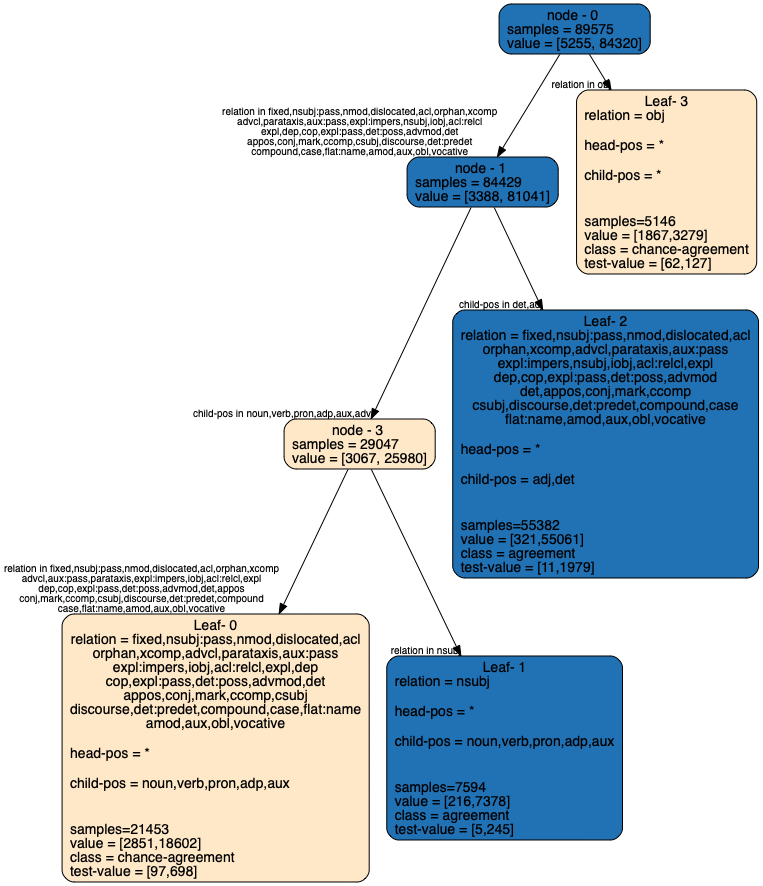 node - 0
samples = 89575
value = [5255, 84320]
relation in ob
Leaf- 3
relation = obj
head-pos = *
child-pos = *
samples=5146
value = [1867,3279]
class = chance-agreement
test-value = [62,127]
relation in fixed,nsubj:pass,nmod,dislocated,acl,orphan,xcomp
advcl,parataxis,aux:pass,expl:impers,nsubj,iobj,acl:relcl
expl,dep,cop,expl:pass,det:poss,advmod,det
appos,conj,mark,ccomp,csubj,discourse,det:predet
compound,case,flat:name,amod,aux,obl,vocative
node - 1
samples = 84429
value = [3388, 81041]
child-pos in det,ad
Leaf- 2
relation = fixed,nsubj:pass,nmod,dislocated,acl
orphan,xcomp,advcl,parataxis,aux:pass
expl:impers,nsubj,iobj,acl:relcl,expl
dep,cop,expl:pass,det:poss,advmod
det,appos,conj,mark,ccomp
csubj,discourse,det:predet,compound,case
flat:name,amod,aux,obl,vocative
head-pos = *
child-pos = adj,det
samples=55382
value = [321,55061]
class = agreement
test-value = [11,1979]
child-pos in noun,verb,pron,adp,aux,adv
node - 3
samples = 29047
value = [3067, 25980]
relation in fixed,nsubj:pass,nmod,dislocated,acl,orphan,xcomp
advcl,aux:pass,parataxis,expl:impers,iobj,acl:relcl,expl
dep,cop,expl:pass,det:poss,advmod,det,appos
conj,mark,ccomp,csubj,discourse,det:predet,compound
case,flat:name,amod,aux,obl,vocative
Leaf- 0
relation = fixed,nsubj:pass,nmod,dislocated,acl
orphan,xcomp,advcl,parataxis,aux:pass
expl:impers,iobj,acl:relcl,expl,dep
cop,expl:pass,det:poss,advmod,det
appos,conj,mark,ccomp,csubj
discourse,det:predet,compound,case,flat:name
amod,aux,obl,vocative
head-pos = *
child-pos = noun,verb,pron,adp,aux
samples=21453
value = [2851,18602]
class = chance-agreement
test-value = [97,698]
relation in nsubj
Leaf- 1
relation = nsubj
head-pos = *
child-pos = noun,verb,pron,adp,aux
samples=7594
value = [216,7378]
class = agreement
test-value = [5,245]